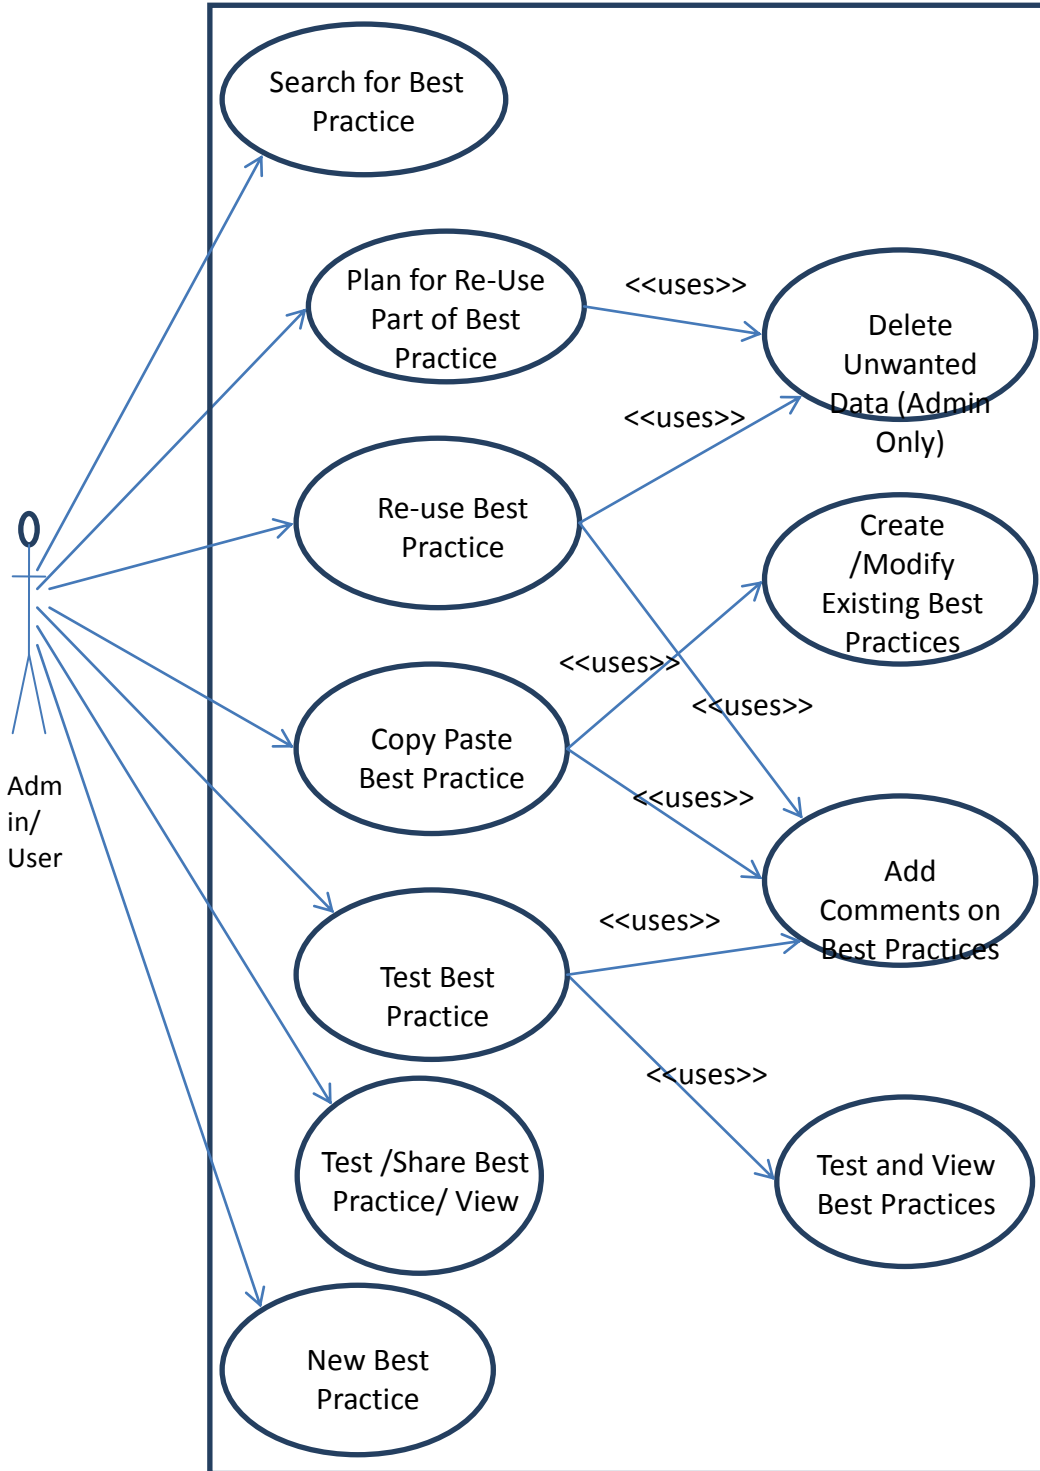 Search for Best
Practice
Plan for Re-Use
Part of Best
Practice
<<uses>>
Delete
Unwanted
Data (Admin
Only)
<<uses>>
Re-use Best
Practice
Create
/Modify
Existing Best
Practices
<<uses>>
<<uses>>
Copy Paste
Best Practice
<<uses>>
Adm
in/
User
Add
Comments on
Best Practices
<<uses>>
Test Best
Practice
<<uses>>
Test /Share Best
Practice/ View
Test and View
Best Practices
New Best
Practice